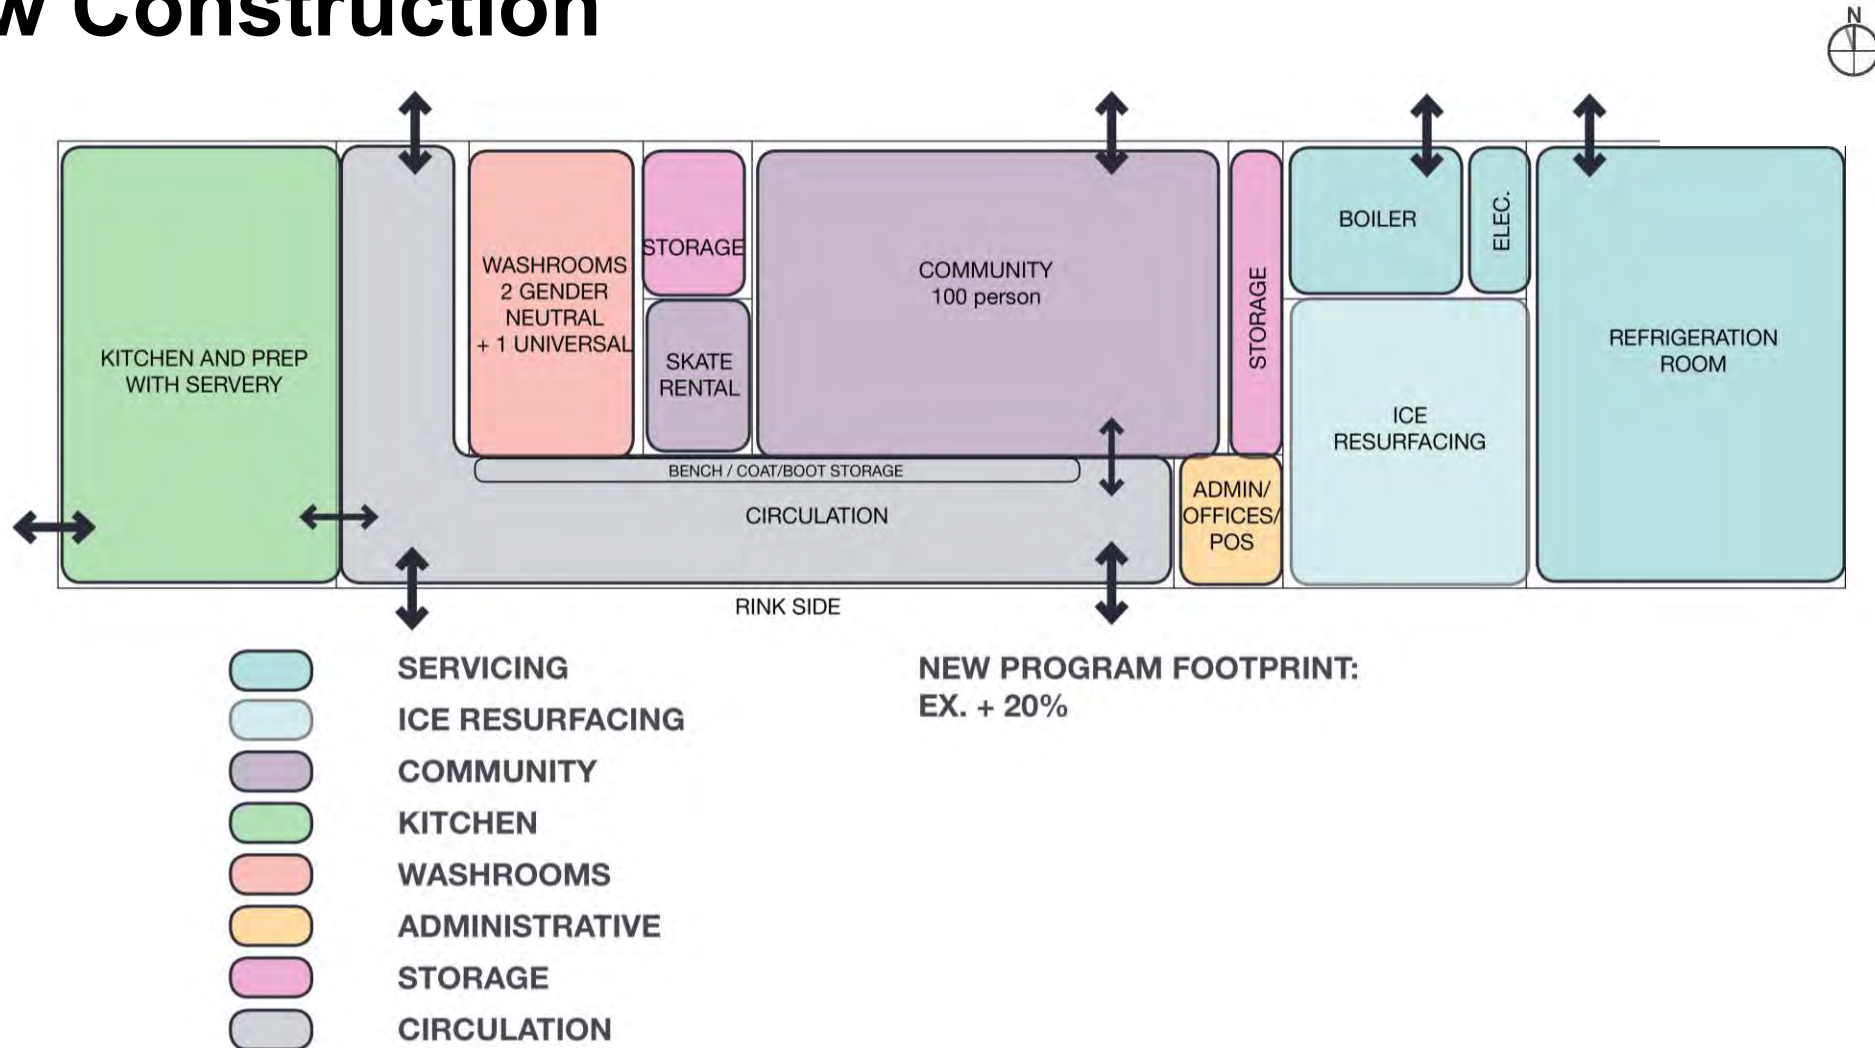 w Construction
N
KITCHEN AND PREP
WITH SERVERY
WASHROOMS
2 GENDER
NEUTRAL
+ 1 UNIVERSAL
STORAGE
SKATE
RENTAL
COMMUNITY
100 person
STORAGE
BOILER
ELEC.
ICE
RESURFACING
REFRIGERATION
ROOM
BENCH / COAT/BOOT STORAGE
CIRCULATION
ADMIN/
OFFICES/
POS
RINK SIDE
SERVICING
ICE RESURFACING
COMMUNITY
KITCHEN
WASHROOMS
ADMINISTRATIVE
STORAGE
CIRCULATION
NEW PROGRAM FOOTPRINT:
EX. + 20%